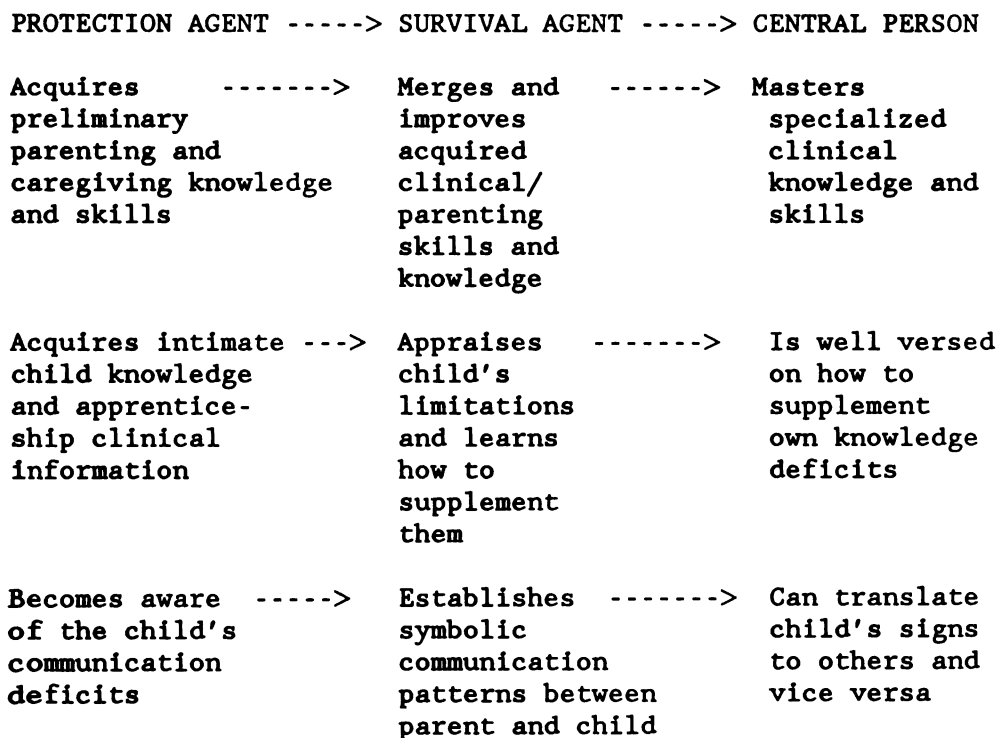 PROTECTION AGENT -----> SURVIVAL AGENT -----> CENTRAL PERSON
Acquires -------> Merges and ------> Masters
preliminary improves specialized
parenting and acquired clinical
caregiving knowledge clinical/ knowledge and
and skills parenting skills
skills and
knowledge
Acquires intimate ---> Appraises -------> Is well versed
child knowledge child's on how to
and apprentice- limitations supplement
ship clinical and learns own knowledge
information how to deficits
supplement
them
Becomes aware -----> Establishes -------> Can translate
of the child's symbolic child's signs
communication communication to others and
deficits patterns between vice versa
parent and child